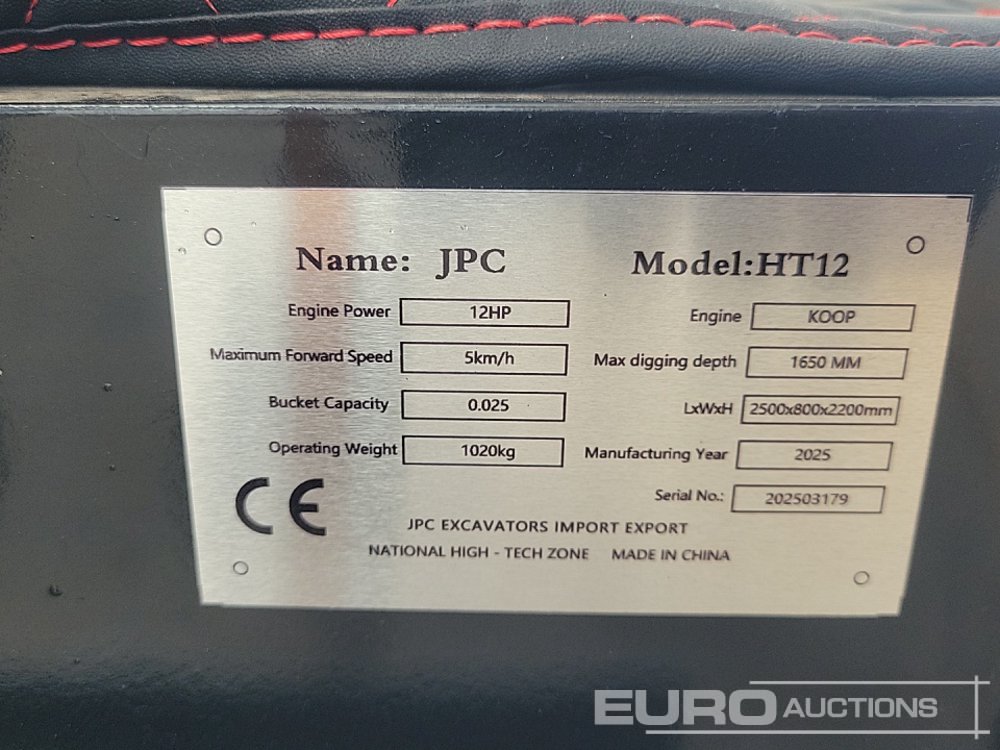 Name: JPC Model:HT12
Engine Power 12HP Engine KOOP
Maximum Forward Speed 5km/h Max digging depth 1650 MM
Bucket Capacity 0.025 LxWxH 2500x800x2200mm
Operating Weight 1020kg Manufacturing Year 2025
Serial No.: 202503179
CE
JPC EXCAVATORS IMPORT EXPORT
NATIONAL HIGH - TECH ZONE MADE IN CHINA
EURO AUCTIONS